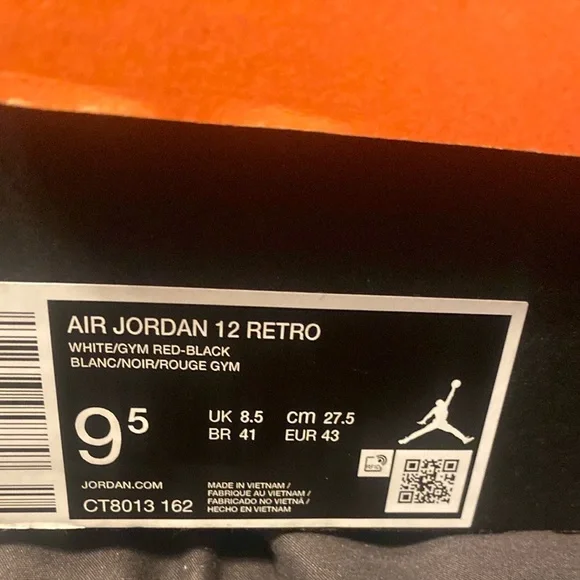 AIR JORDAN 12 RETRO
WHITE/GYM RED-BLACK
BLANC/NOIR/ROUGE GYM
9⁵
UK 8.5 cm 27.5
BR 41 EUR 43
JORDAN.COM
CT8013 162
MADE IN VIETNAM /
FABRIQUE AU VIETNAM /
FABRICADO NO VIETNÃ /
HECHO EN VIETNAM